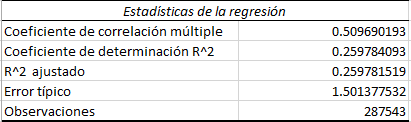 Estadísticas de la regresión
Coeficiente de correlación múltiple 0.509690193
Coeficiente de determinación R^2 0.259784093
R^2 ajustado 0.259781519
Error típico 1.501377532
Observaciones 287543